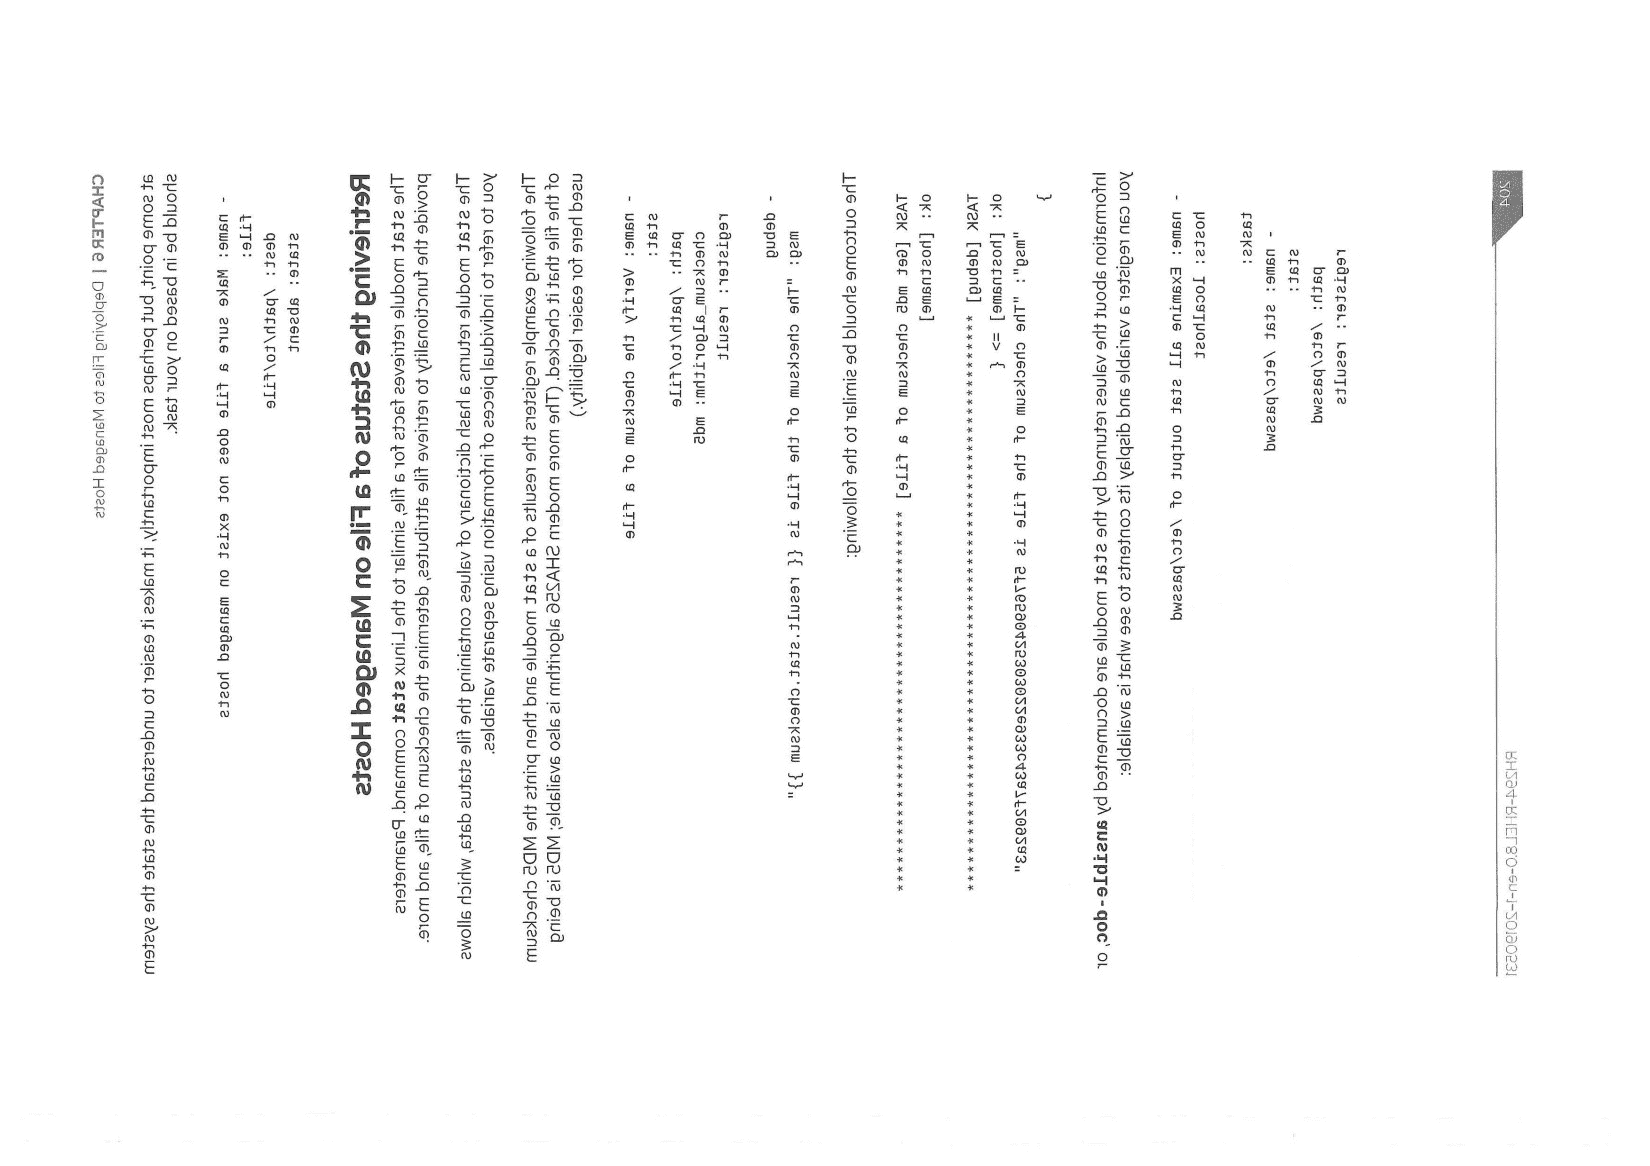 CHAPTER 6 | Deploying Files to Managed Hosts
at some point, but perhaps most importantly, it makes it easier to understand the state the system
should be in based on your task.
- name: Make sure a file does not exist on managed hosts
file:
dest: /path/to/file
state: absent
Retrieving the Status of a File on Managed Hosts
The stat module retrieves facts for a file, similar to the Linux stat command. Parameters
provide the functionality to retrieve file attributes, determine the checksum of a file, and more.
The stat module returns a hash dictionary of values containing the file status data, which allows
you to refer to individual pieces of information using separate variables.
The following example registers the results of a stat module and then prints the MD5 checksum
of the file that it checked. (The more modern SHA256 algorithm is also available; MD5 is being
used here for easier legibility.)
- name: Verify the checksum of a file
stat:
path: /path/to/file
checksum_algorithm: md5
register: result
- debug
msg: "The checksum of the file is {{ result.stat.checksum }}"
The outcome should be similar to the following:
TASK [Get md5 checksum of a file] *****************************************
ok: [hostname]
TASK [debug] **************************************************************
ok: [hostname] => {
"msg": "The checksum of the file is 5f76590425303022e933c43a7f2092a3"
}
Information about the values returned by the stat module are documented by ansible-doc, or
you can register a variable and display its contents to see what is available:
- name: Examine all stat output of /etc/passwd
hosts: localhost
tasks:
- name: stat /etc/passwd
stat:
path: /etc/passwd
register: results
204
RH294-RHEL8.0-en-1-20190531